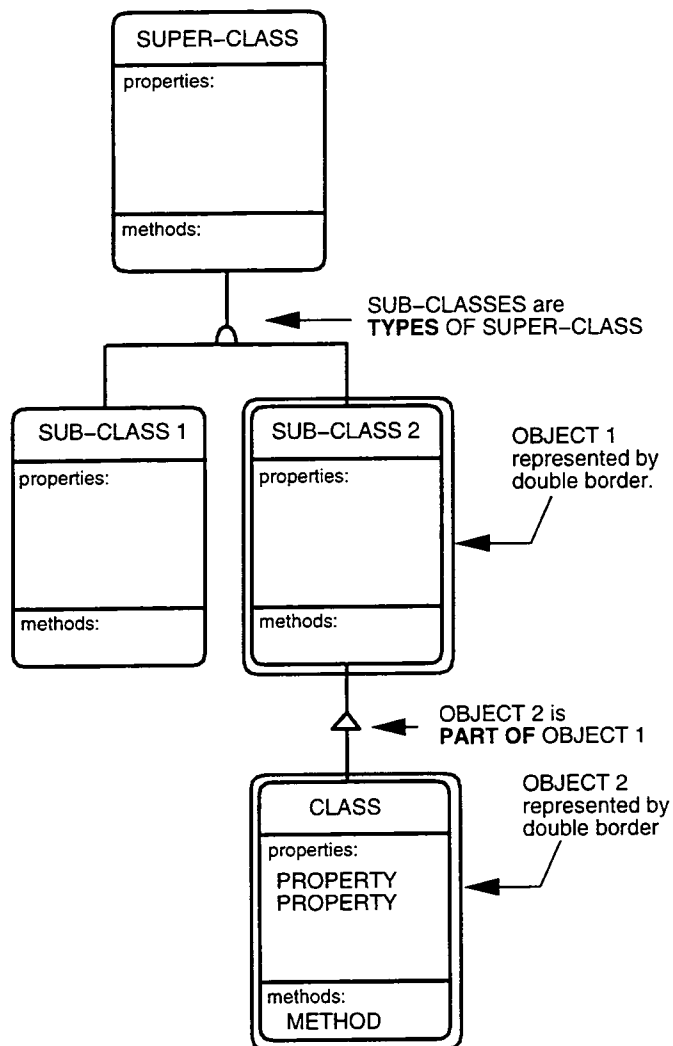 SUPER-CLASS
properties:
methods:
SUB-CLASSES are
TYPES OF SUPER-CLASS
SUB-CLASS 1
properties:
methods:
SUB-CLASS 2
properties:
methods:
OBJECT 1
represented by
double border.
OBJECT 2 is
PART OF OBJECT 1
CLASS
properties:
PROPERTY
PROPERTY
methods:
METHOD
OBJECT 2
represented by
double border